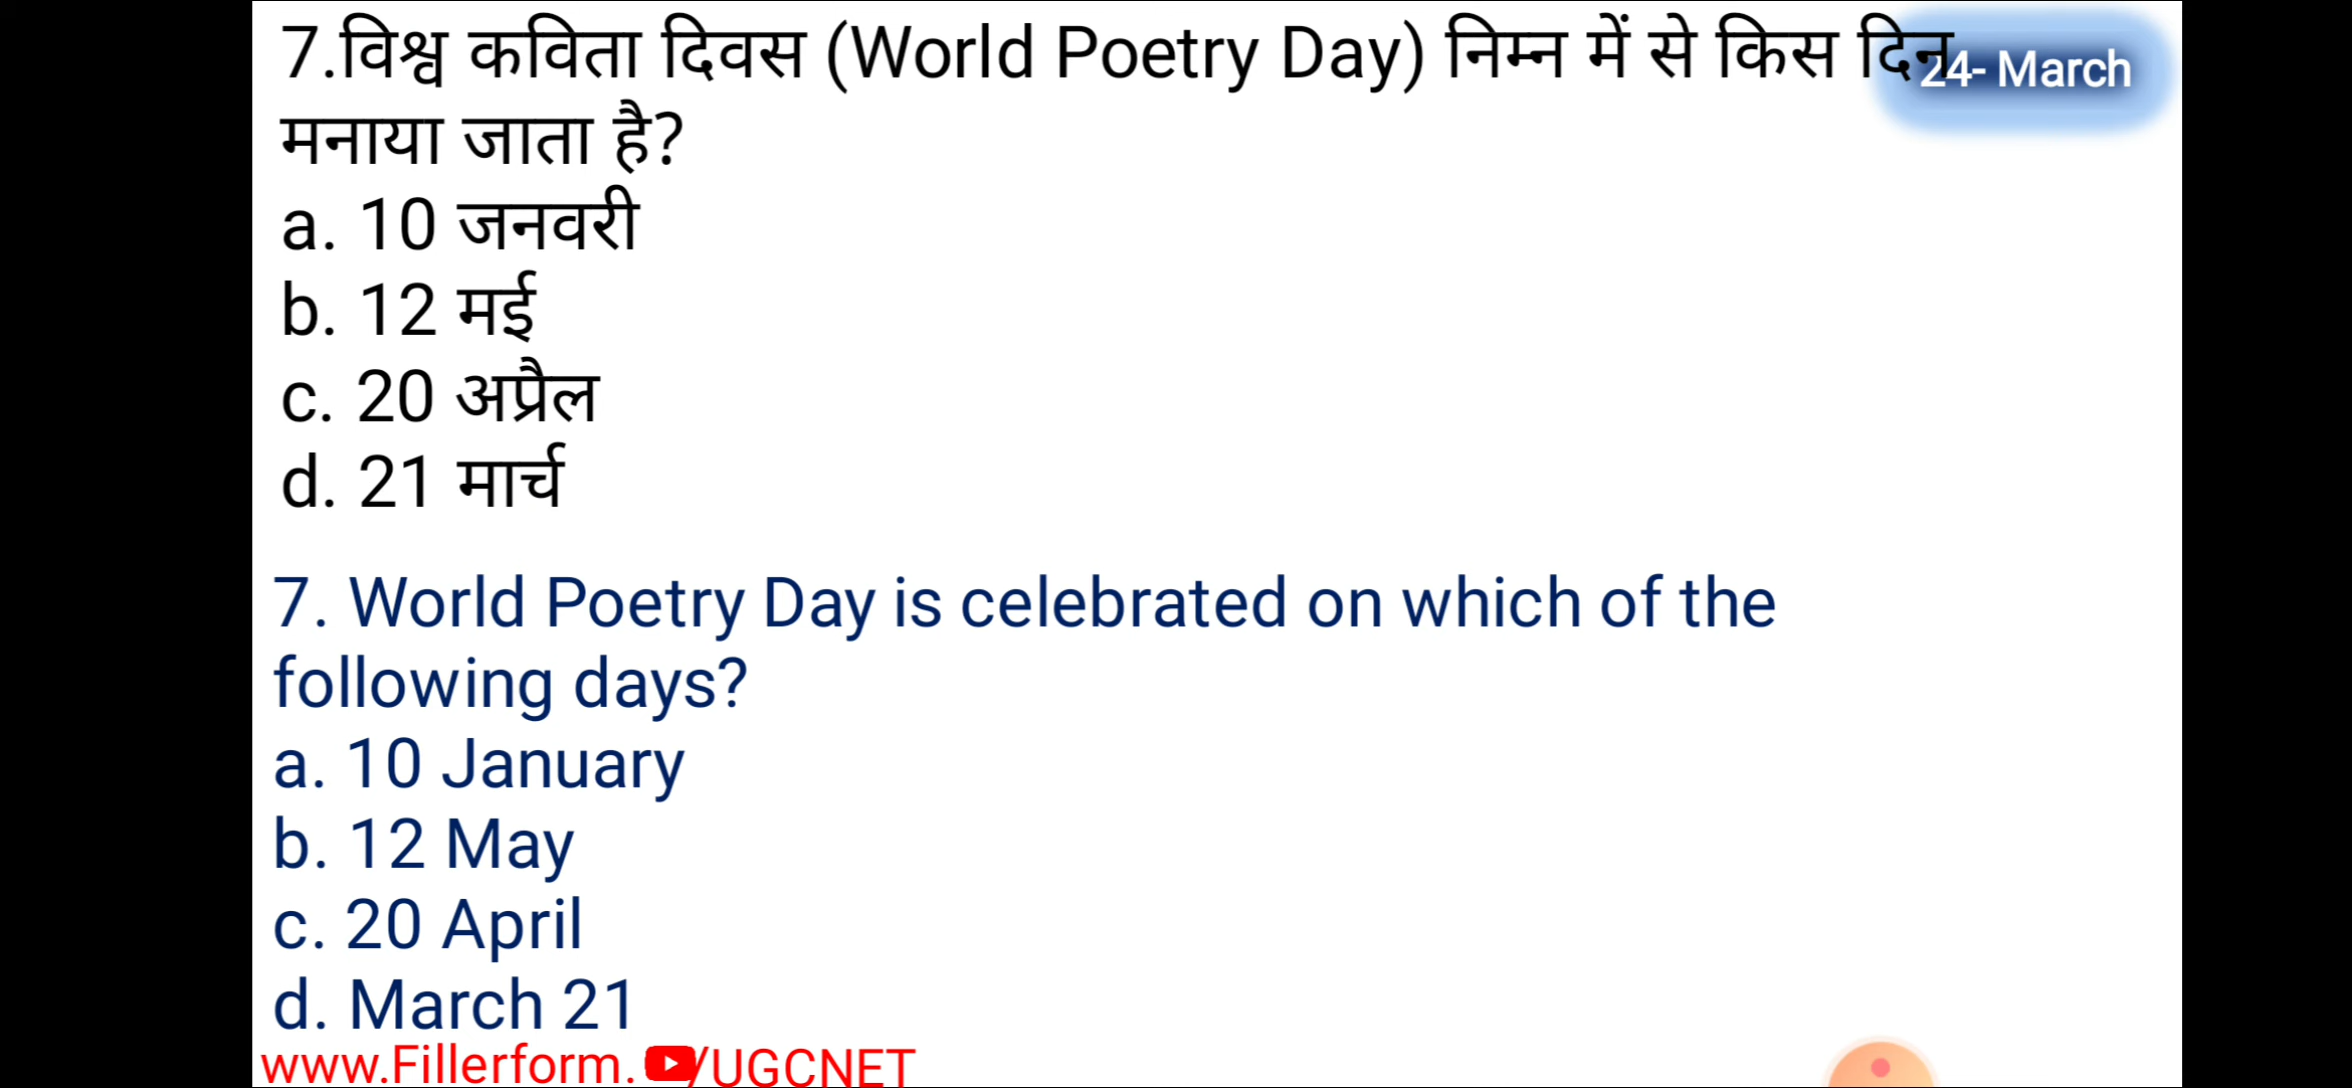 7.विश्व कविता दिवस (World Poetry Day) निम्न में से किस दिन
24- March
मनाया जाता है?
a. 10 जनवरी
b. 12 मई
c. 20 अप्रैल
d. 21 मार्च
7. World Poetry Day is celebrated on which of the
following days?
a. 10 January
b. 12 May
c. 20 April
d. March 21
www.Fillerform. /UGCNET